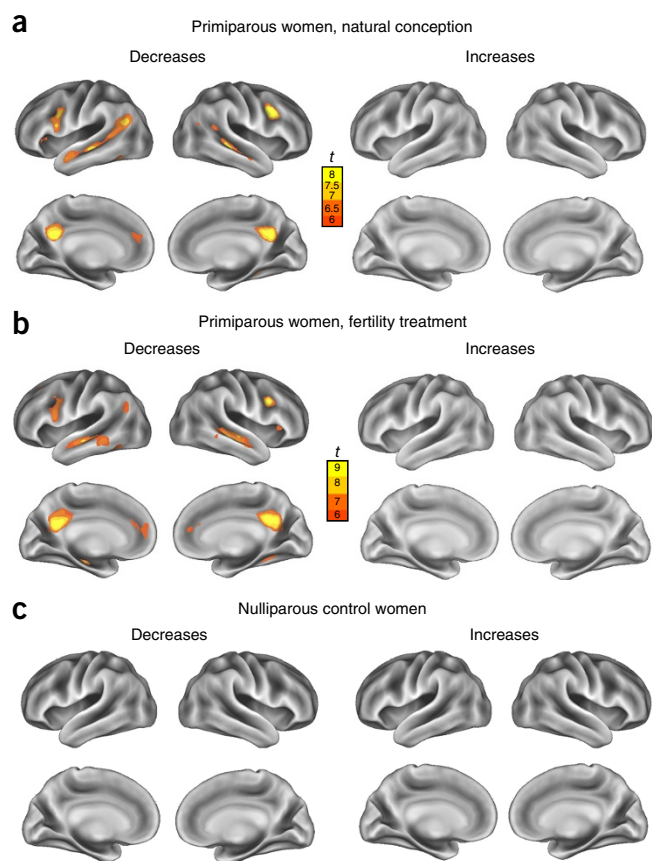 a
Primiparous women, natural conception
Decreases
Increases
t
8
7.5
7
6.5
6
b
Primiparous women, fertility treatment
Decreases
Increases
t
9
8
7
6
c
Nulliparous control women
Decreases
Increases